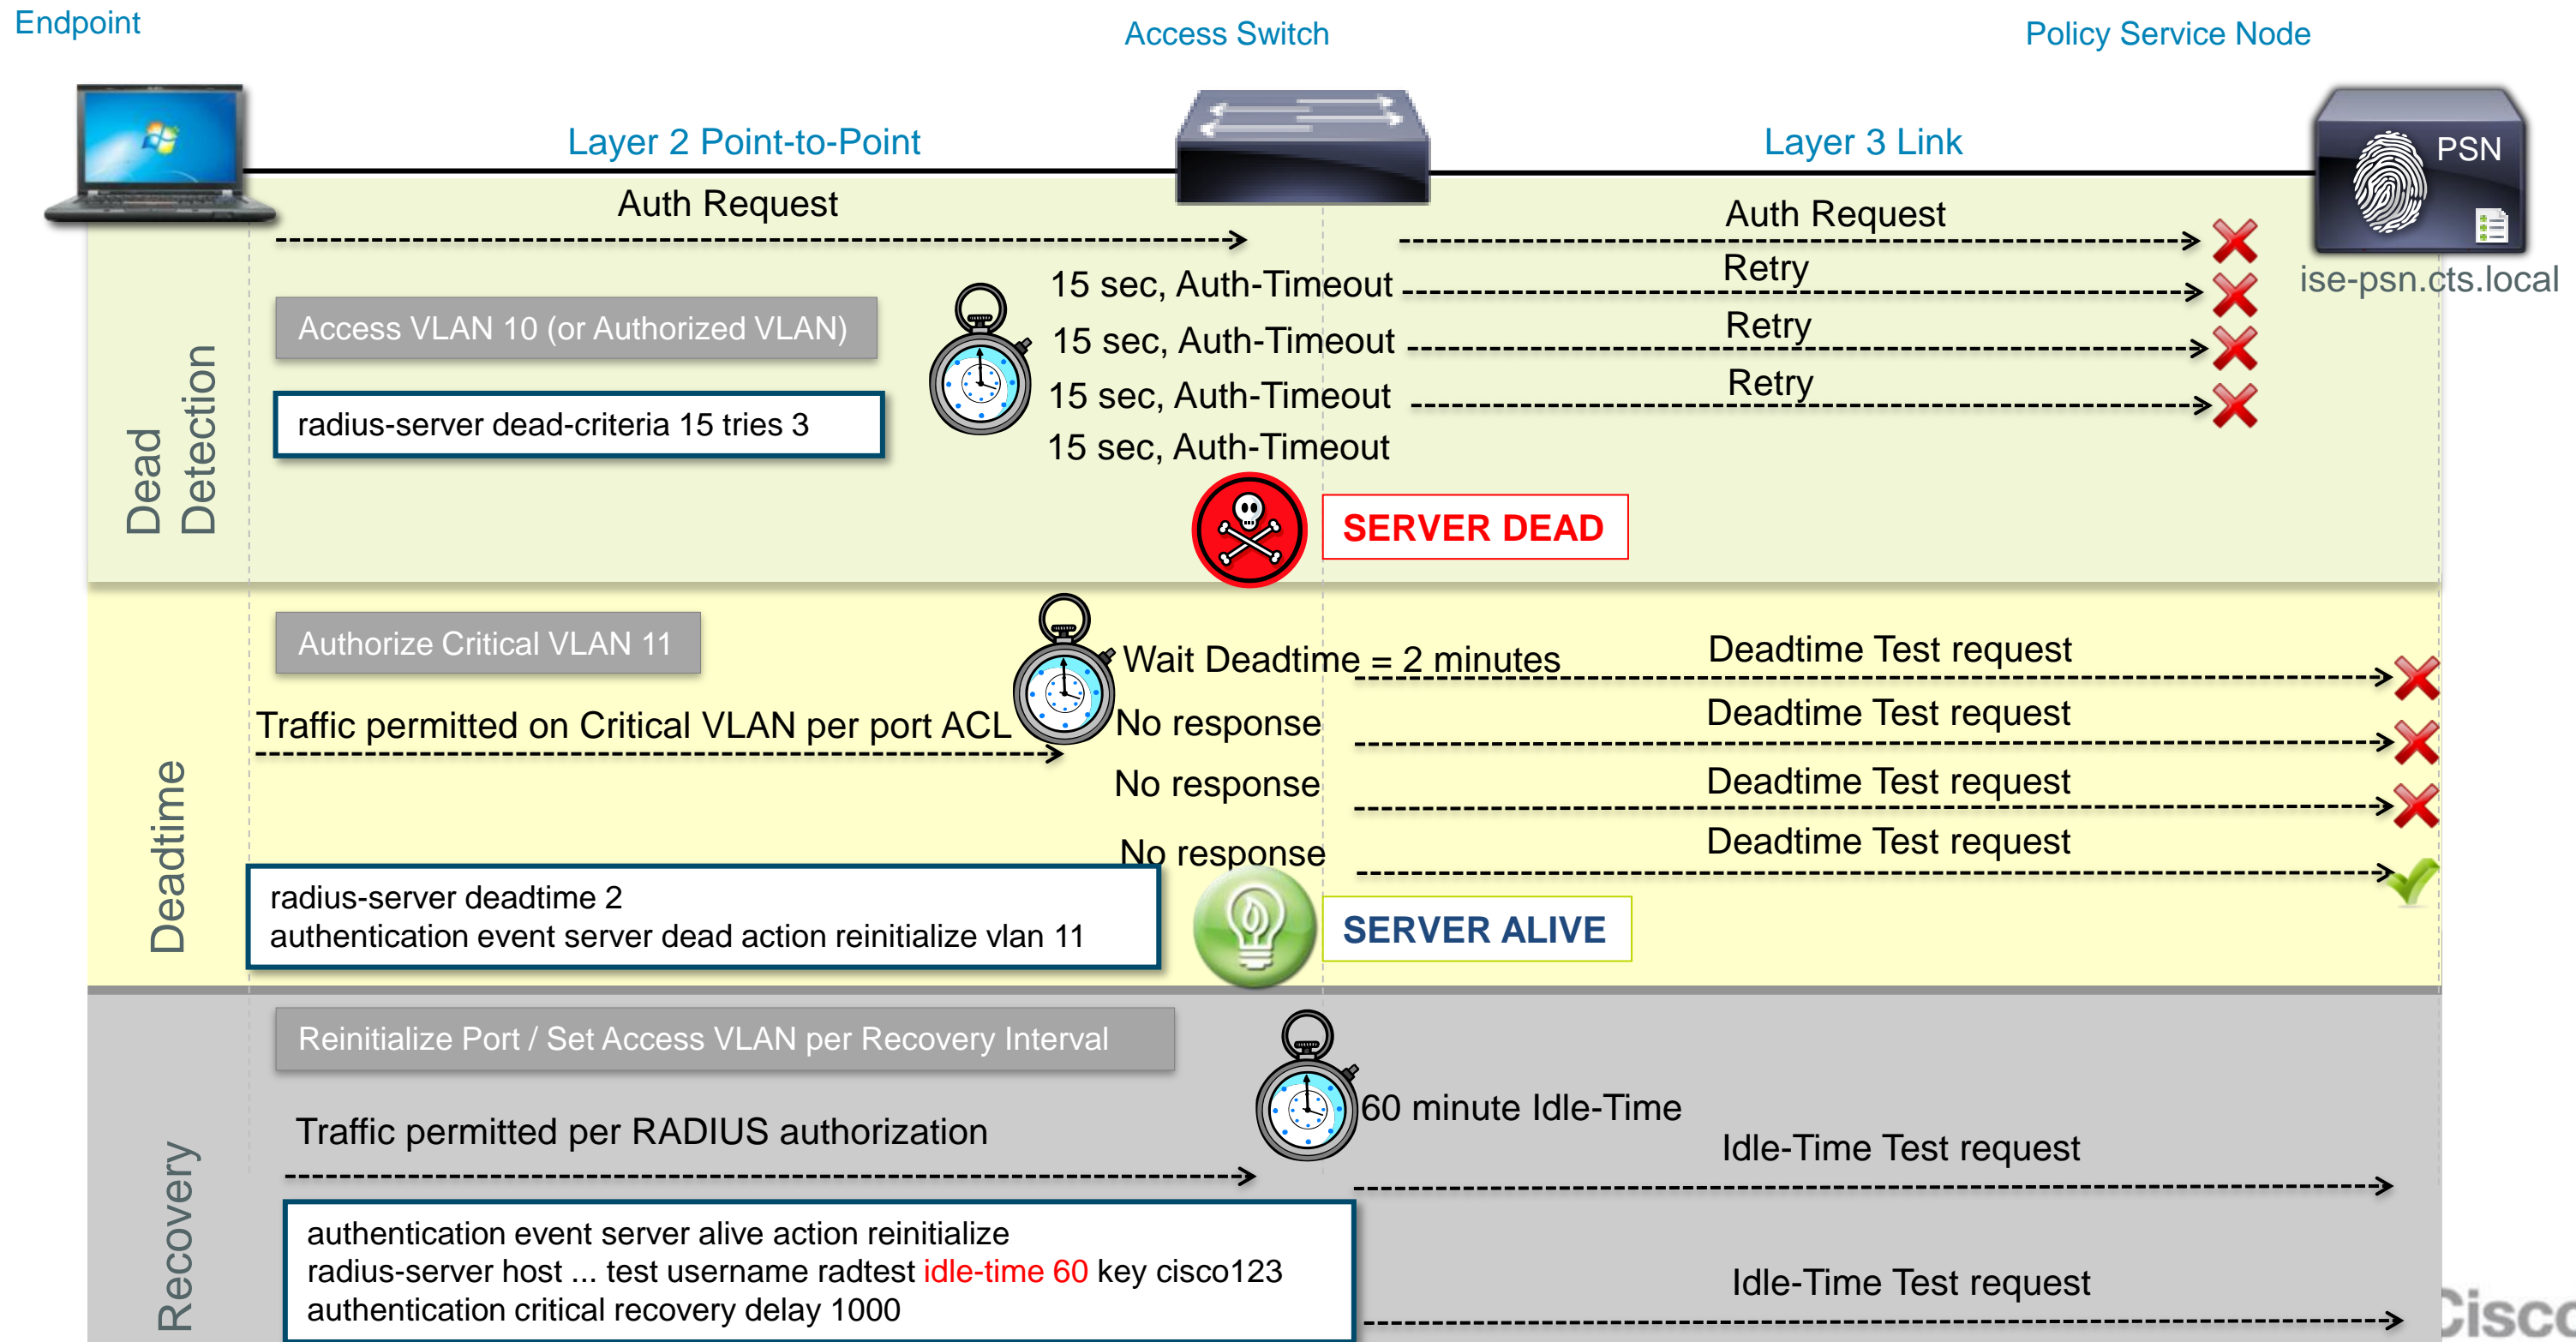 Endpoint
Access Switch
Policy Service Node
Layer 2 Point-to-Point
Layer 3 Link
PSN
ise-psn.cts.local
Auth Request
Auth Request
Dead
Detection
Access VLAN 10 (or Authorized VLAN)
radius-server dead-criteria 15 tries 3
15 sec, Auth-Timeout
Retry
15 sec, Auth-Timeout
Retry
15 sec, Auth-Timeout
Retry
15 sec, Auth-Timeout
SERVER DEAD
Deadtime
Authorize Critical VLAN 11
Wait Deadtime = 2 minutes
Deadtime Test request
Traffic permitted on Critical VLAN per port ACL
No response
Deadtime Test request
No response
Deadtime Test request
No response
Deadtime Test request
radius-server deadtime 2
authentication event server dead action reinitialize vlan 11
SERVER ALIVE
Recovery
Reinitialize Port / Set Access VLAN per Recovery Interval
60 minute Idle-Time
Traffic permitted per RADIUS authorization
Idle-Time Test request
authentication event server alive action reinitialize
radius-server host ... test username radtest idle-time 60 key cisco123
authentication critical recovery delay 1000
Idle-Time Test request
Cisco